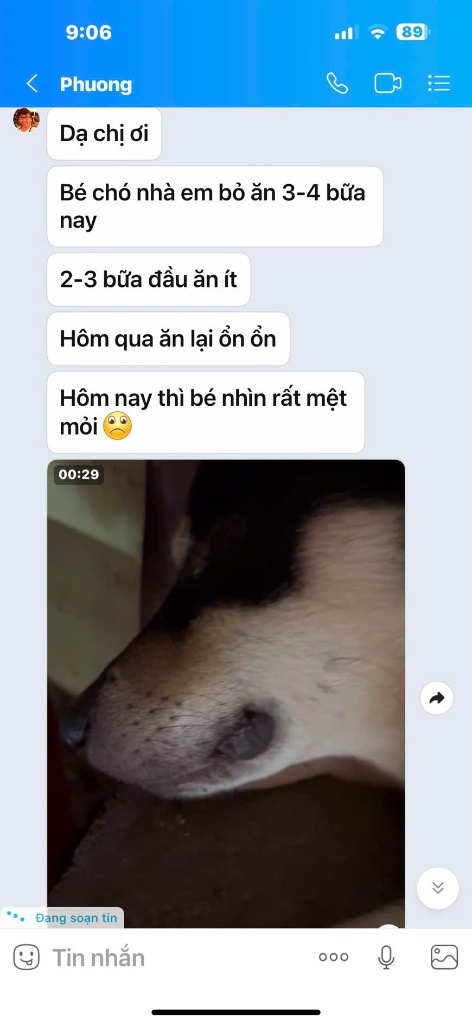 9:06
89
Phuong
Dạ chị ơi
Bé chó nhà em bỏ ăn 3-4 bữa
nay
2-3 bữa đầu ăn ít
Hôm qua ăn lại ổn ổn
Hôm nay thì bé nhìn rất mệt
mỏi
00:29
Đang soạn tin
Tin nhắn